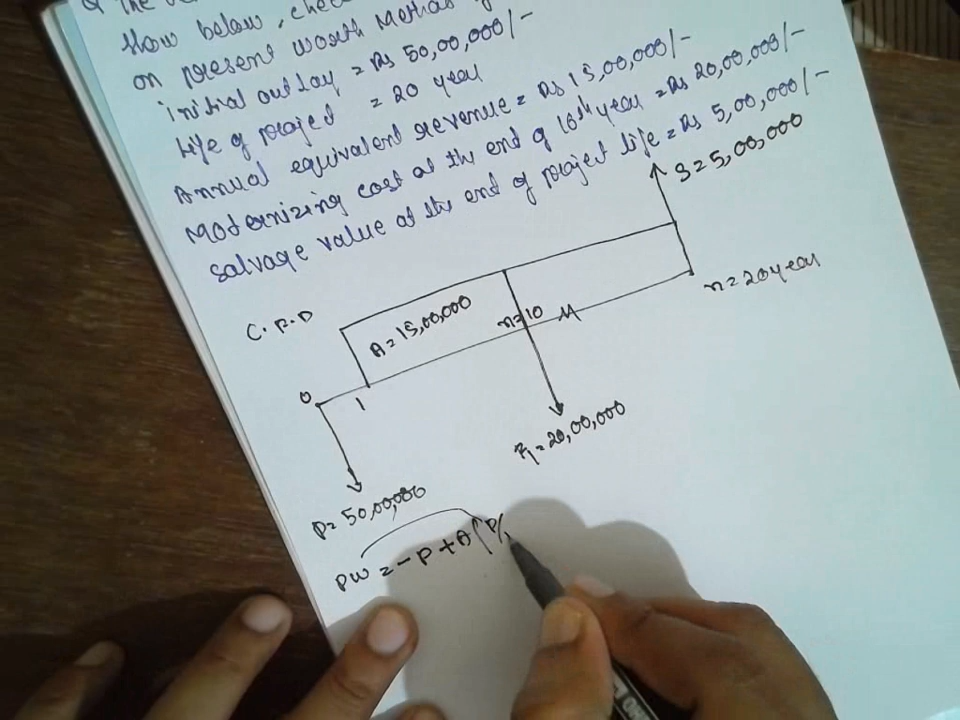 Q The
flow below, check
on present worth Method
initial outlay = Rs 50,00,000/-
Life of project = 20 year
Annual equivalent revenue = Rs 15,00,000/-
Modernizing cost at the end of 10th year = Rs 20,00,000/-
Salvage value at the end of project life = Rs 5,00,000/-
S = 5,00,000
C.F.D
A = 15,00,000
n = 10
n = 20 year
0
1
F1 = 20,00,000
P = 50,00,000
PW = - P + A (P/